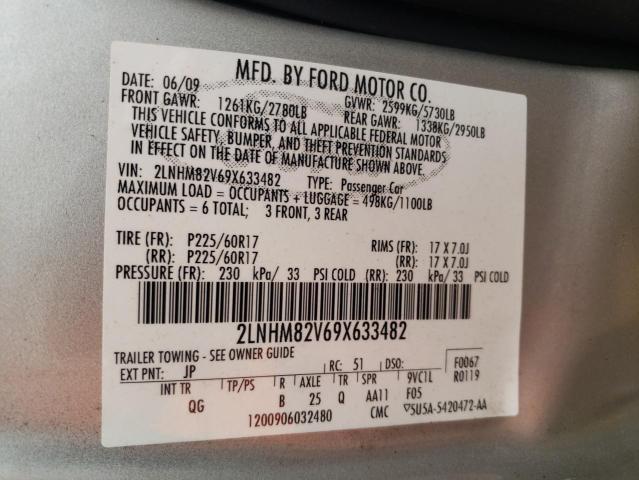 MFD. BY FORD MOTOR CO.
DATE: 06/09 GVWR: 2599KG/5730LB
FRONT GAWR: 1261KG/2780LB REAR GAWR: 1338KG/2950LB
THIS VEHICLE CONFORMS TO ALL APPLICABLE FEDERAL MOTOR
VEHICLE SAFETY, BUMPER, AND THEFT PREVENTION STANDARDS
IN EFFECT ON THE DATE OF MANUFACTURE SHOWN ABOVE.
VIN: 2LNHM82V69X633482 TYPE: Passenger Car
MAXIMUM LOAD = OCCUPANTS + LUGGAGE = 498KG/1100LB
OCCUPANTS = 6 TOTAL; 3 FRONT, 3 REAR
TIRE (FR): P225/60R17 RIMS (FR): 17 X 7.0J
(RR): P225/60R17 (RR): 17 X 7.0J
PRESSURE (FR): 230 kPa/ 33 PSI COLD (RR): 230 kPa/ 33 PSI COLD
2LNHM82V69X633482
TRAILER TOWING - SEE OWNER GUIDE
EXT PNT: JP RC: 51 DSO: F0067
R0119
INT TR TP/PS R AXLE TR SPR 9VC1L
QG B 25 Q AA11 F05
1200906032480 CMC ▽5U5A-5420472-AA